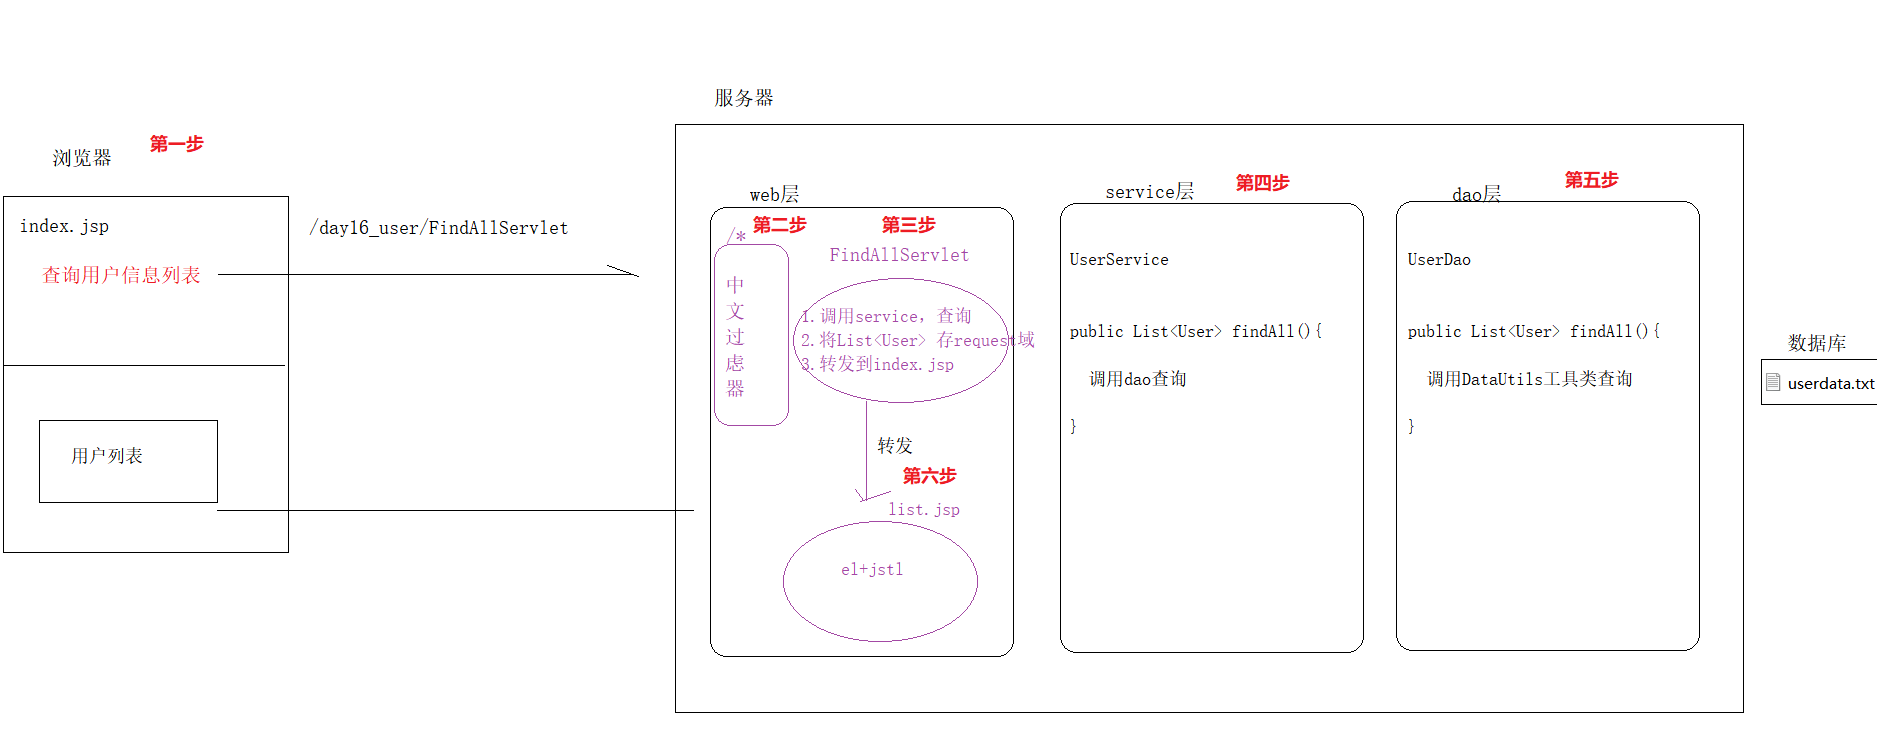 服务器
第一步
浏览器
index.jsp
查询用户信息列表
/day16_user/FindAllServlet
用户列表
web层
第二步
第三步
/*
中
文
过
虑
器
FindAllServlet
1.调用service，查询
2.将List<User> 存request域
3.转发到index.jsp
转发
第六步
list.jsp
el+jstl
service层
第四步
UserService
public List<User> findAll(){
调用dao查询
}
dao层
第五步
UserDao
public List<User> findAll(){
调用DataUtils工具类查询
}
数据库
userdata.txt